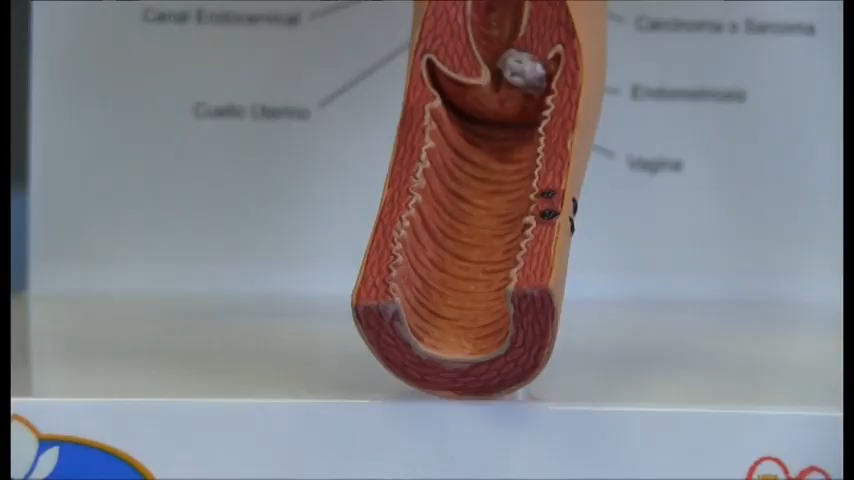 Canal Endocervical
Carcinoma o Sarcoma
Endometriosis
Cuello Uterino
Vagina